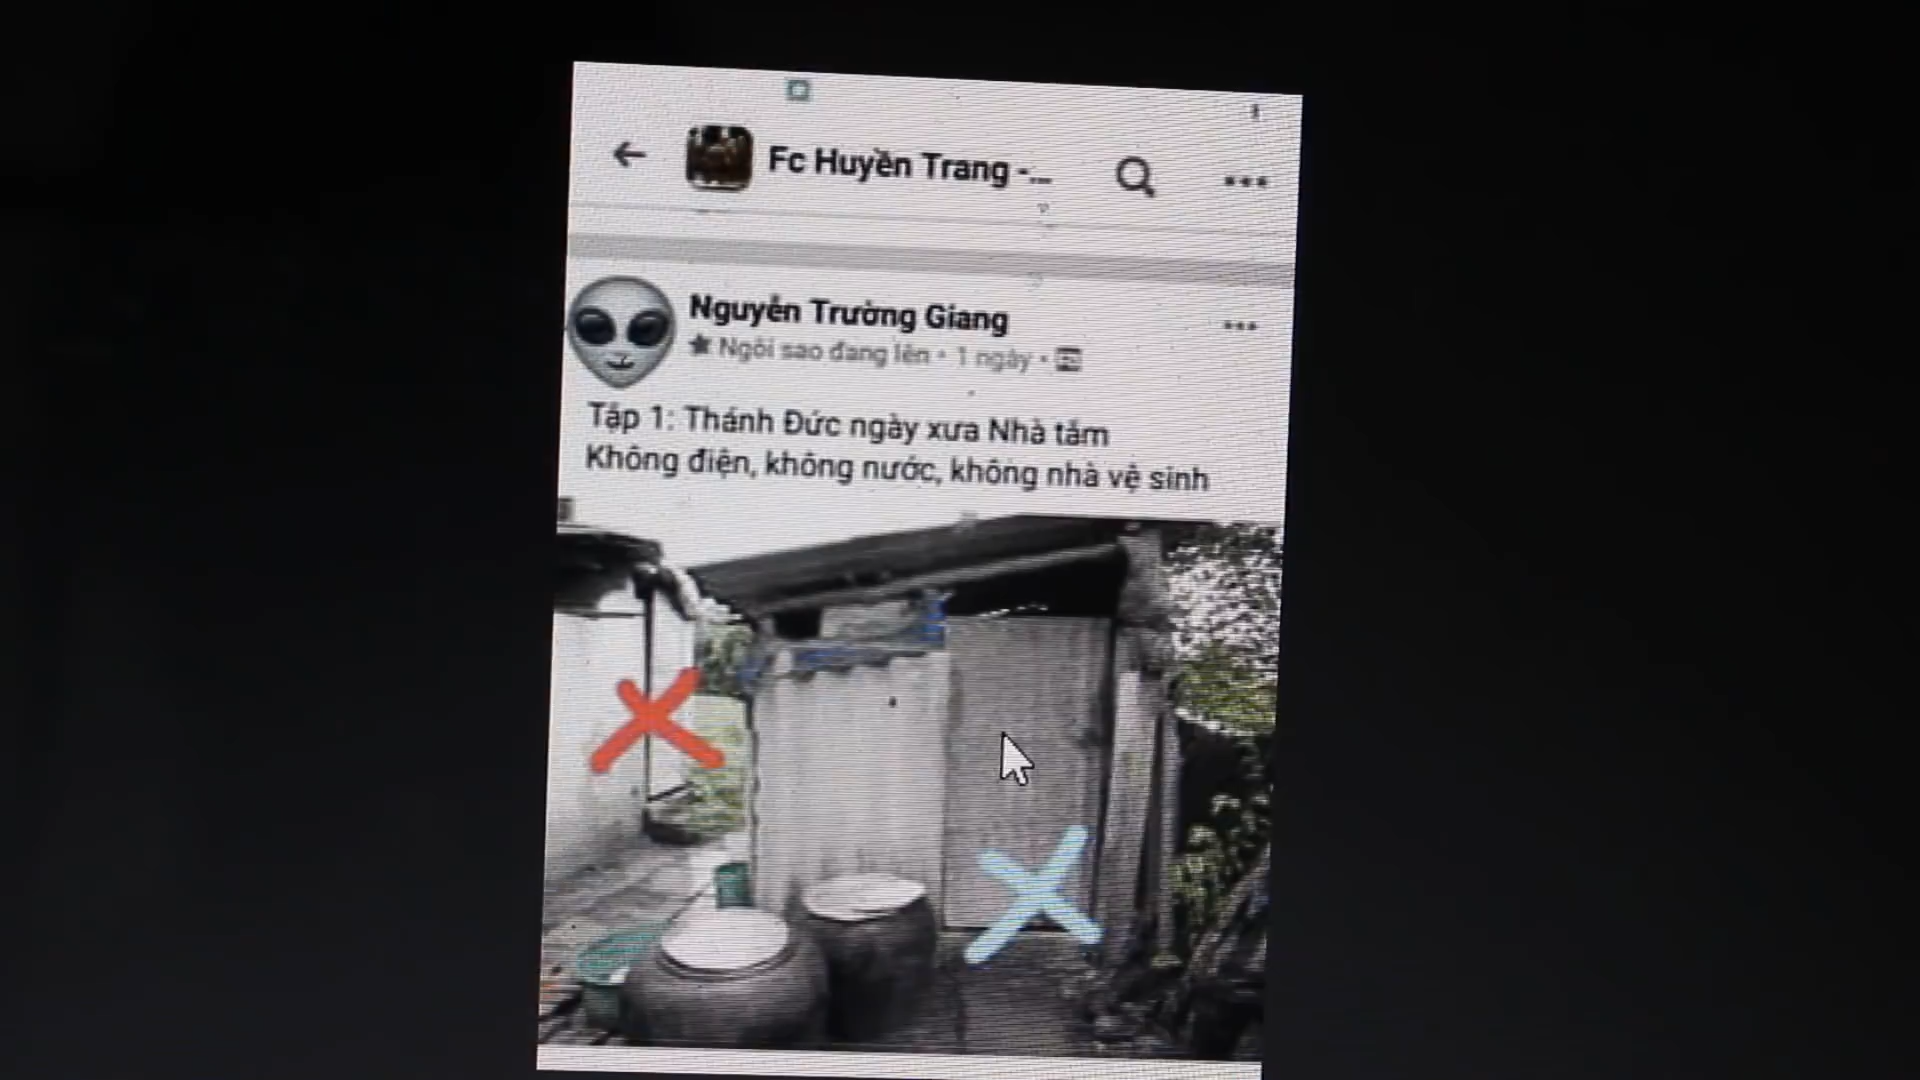 Fc Huyền Trang -...
Nguyễn Trường Giang
Ngôi sao đang lên • 1 ngày •
Tập 1: Thánh Đức ngày xưa Nhà tắm
Không điện, không nước, không nhà vệ sinh